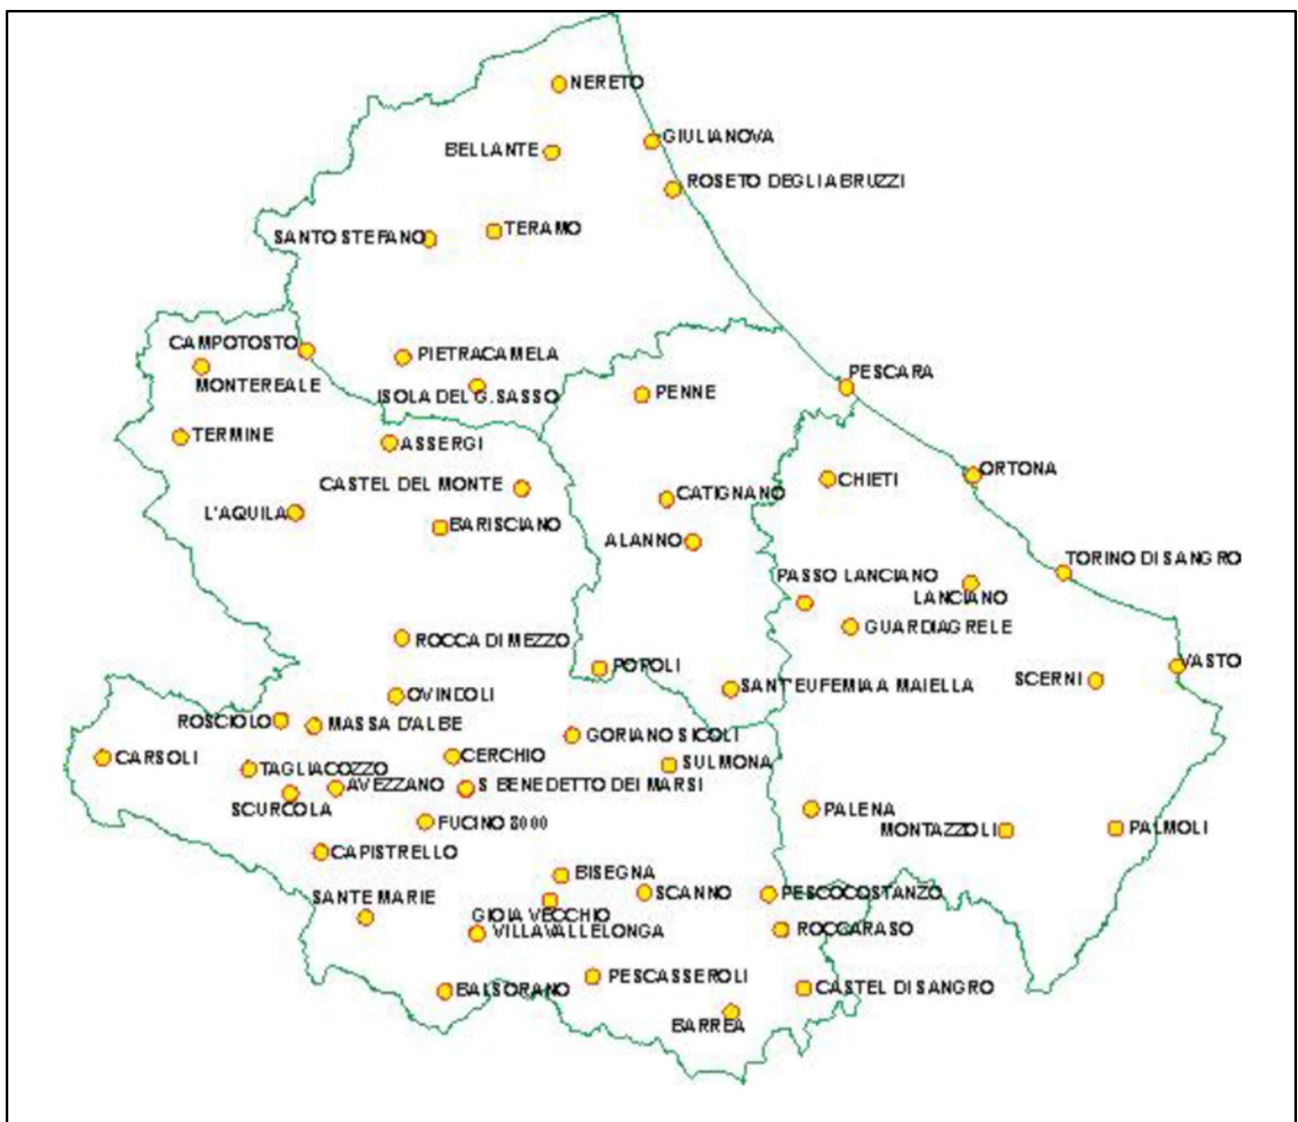 NERETO
GIULIANOVA
BELLANTE
ROSETO DEGLI ABRUZZI
TERAMO
SANTO STEFANO
CAMPOTOSTO
PIETRACAMELA
MONTEREALE
ISOLA DEL G. SASSO
PENNE
PESCARA
TERMINE
ASSERGI
CASTEL DEL MONTE
CATIGNANO
CHIETI
ORTONA
L'AQUILA
BARISCIANO
ALANNO
TORINO DI SANGRO
PASSO LANCIANO
LANCIANO
GUARDIAGRELE
ROCCA DI MEZZO
POPOLI
VASTO
SCERNI
SANT'EUFEMIA A MAIELLA
OVINDOLI
ROSCIOLO
MASSA D'ALBE
GORIANO SICOLI
CARSOLI
CERCHIO
SULMONA
TAGLIACOZZO
AVEZZANO
S. BENEDETTO DEI MARSI
SCURCOLA
PALENA
FUCINO 8000
MONTAZZOLI
PALMOLI
CAPISTRELLO
BISEGNA
SANTE MARIE
SCANNO
PESCOCOSTANZO
GIOIA VECCHIO
VILLAVALLELONGA
ROCCARASO
PESCASSEROLI
BALSORANO
CASTEL DI SANGRO
BARREA